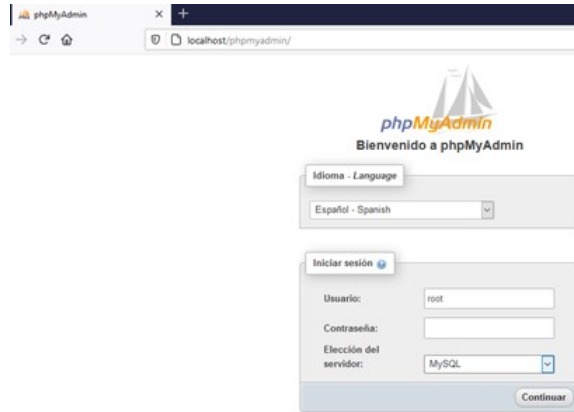 phpMyAdmin
localhost/phpmyadmin/
phpMyAdmin
Bienvenido a phpMyAdmin
Idioma - Language
Español - Spanish
Iniciar sesión
Usuario: root
Contraseña:
Elección del
servidor: MySQL
Continuar